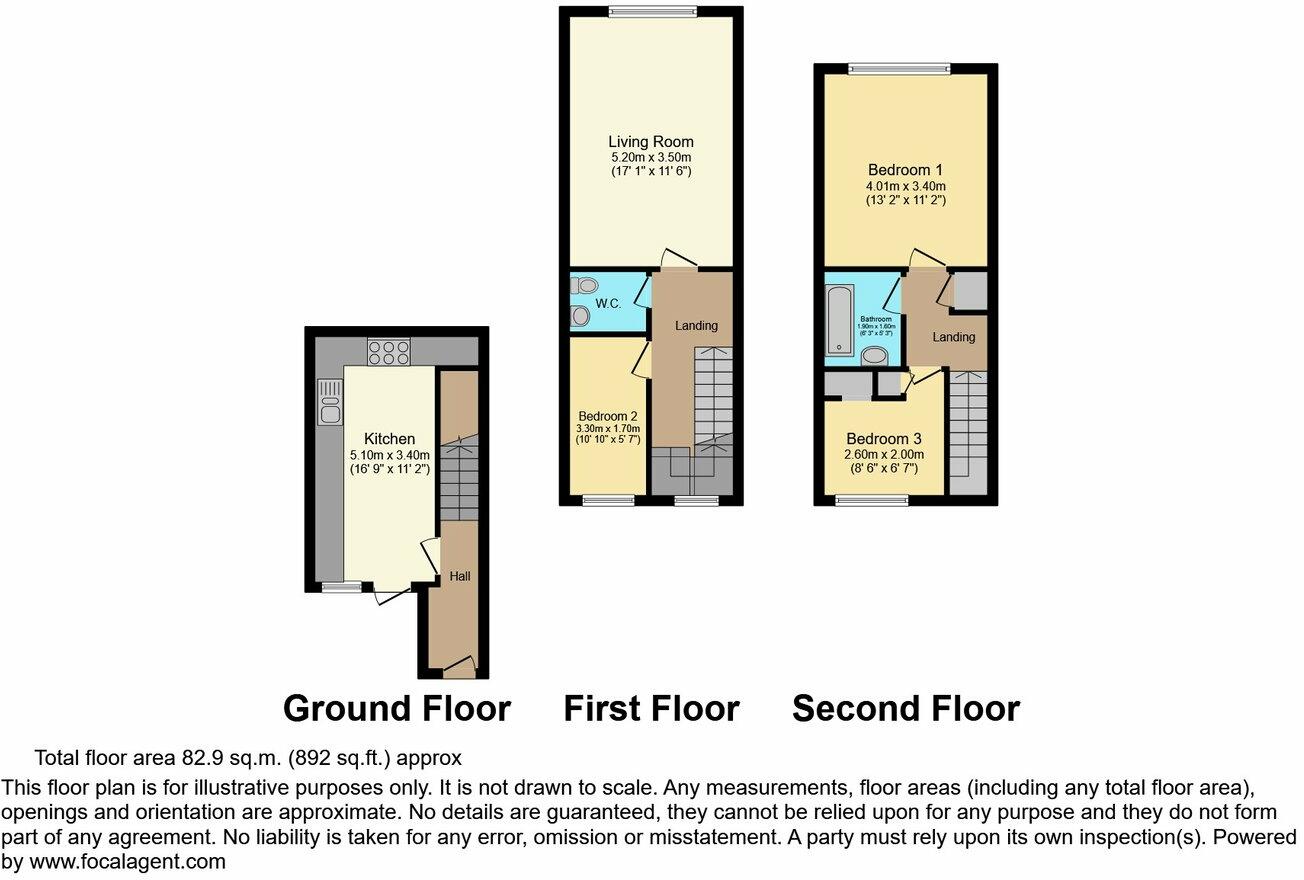 Living Room
5.20m x 3.50m
(17' 1" x 11' 6")
W.C.
Landing
Bedroom 2
3.30m x 1.70m
(10' 10" x 5' 7")
Bedroom 1
4.01m x 3.40m
(13' 2" x 11' 2")
Bathroom
1.90m x 1.60m
(6' 3" x 5' 3")
Landing
Bedroom 3
2.60m x 2.00m
(8' 6" x 6' 7")
Kitchen
5.10m x 3.40m
(16' 9" x 11' 2")
Hall
Ground Floor
First Floor
Second Floor
Total floor area 82.9 sq.m. (892 sq.ft.) approx
This floor plan is for illustrative purposes only. It is not drawn to scale. Any measurements, floor areas (including any total floor area),
openings and orientation are approximate. No details are guaranteed, they cannot be relied upon for any purpose and they do not form
part of any agreement. No liability is taken for any error, omission or misstatement. A party must rely upon its own inspection(s). Powered
by www.focalagent.com